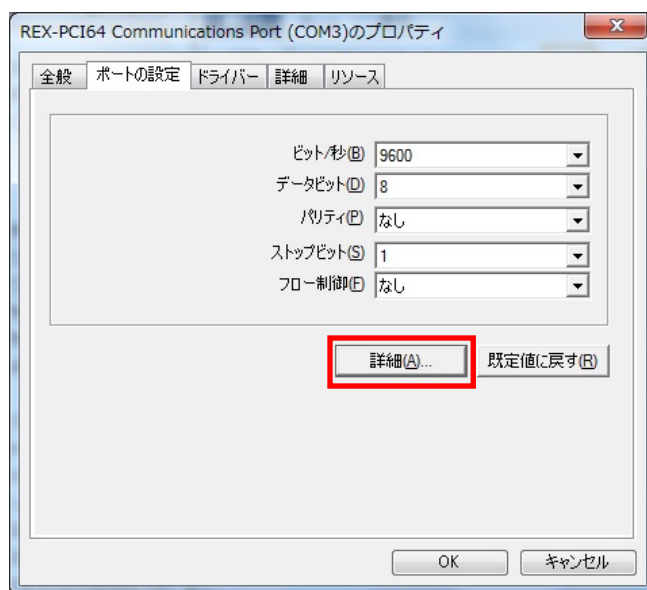 REX-PCI64 Communications Port (COM3)のプロパティ
全般 ポートの設定 ドライバー 詳細 リソース
ビット/秒(B) 9600
データビット(D) 8
パリティ(P) なし
ストップビット(S) 1
フロー制御(F) なし
詳細(A)... 既定値に戻す(R)
OK キャンセル